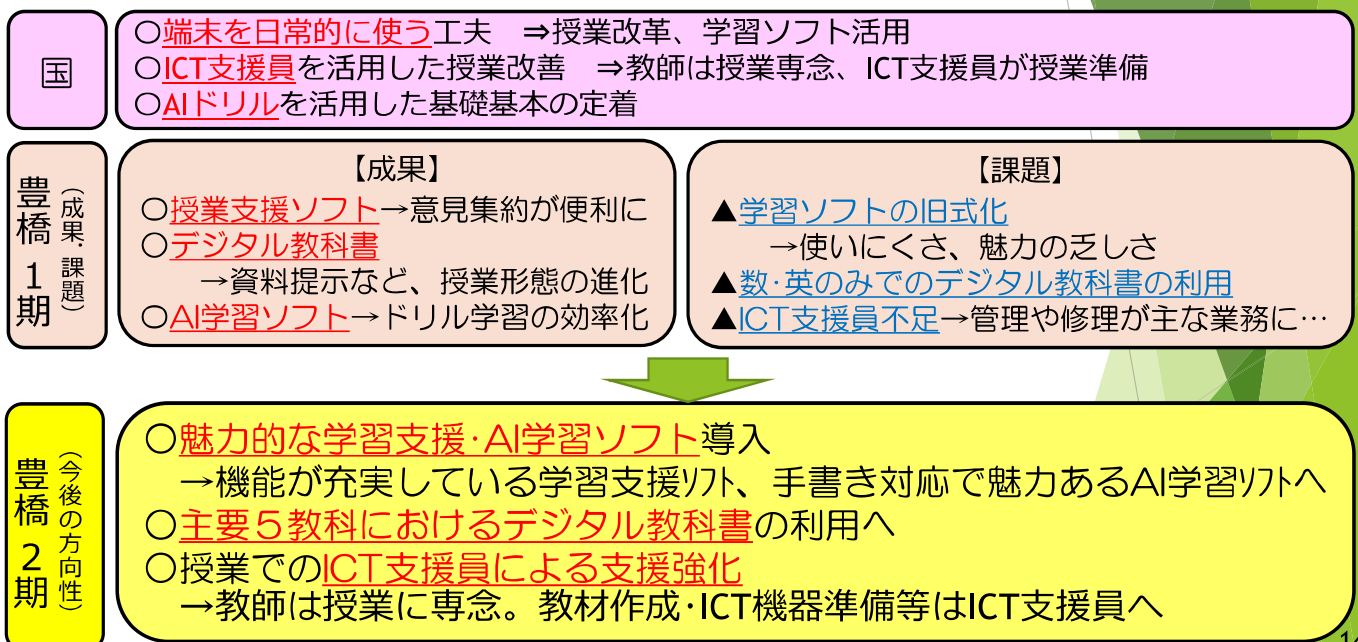 国
○端末を日常的に使う工夫　⇒授業改革、学習ソフト活用
○ICT支援員を活用した授業改善　⇒教師は授業専念、ICT支援員が授業準備
○AIドリルを活用した基礎基本の定着
豊橋1期
（成果・課題）
【成果】
○授業支援ソフト→意見集約が便利に
○デジタル教科書
→資料提示など、授業形態の進化
○AI学習ソフト→ドリル学習の効率化
【課題】
▲学習ソフトの旧式化
→使いにくさ、魅力の乏しさ
▲数・英のみでのデジタル教科書の利用
▲ICT支援員不足→管理や修理が主な業務に…
豊橋2期
（今後の方向性）
○魅力的な学習支援・AI学習ソフト導入
→機能が充実している学習支援ｿﾌﾄ、手書き対応で魅力あるAI学習ｿﾌﾄへ
○主要５教科におけるデジタル教科書の利用へ
○授業でのICT支援員による支援強化
→教師は授業に専念。教材作成・ICT機器準備等はICT支援員へ
1